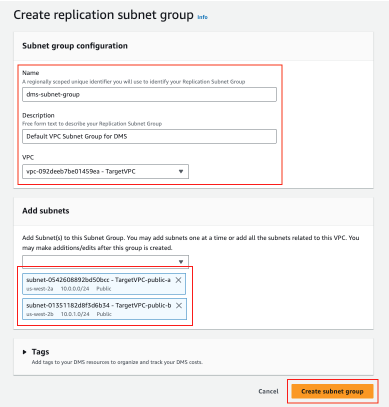 Create replication subnet group Info
Subnet group configuration
Name
A regionally scoped unique identifier you will use to identify your Replication Subnet Group
dms-subnet-group
Description
Free form text to describe your Replication Subnet Group
Default VPC Subnet Group for DMS
VPC
vpc-092deeb7be01459ea - TargetVPC
Add subnets
Add Subnet(s) to this Subnet Group. You may add subnets one at a time or add all the subnets related to this VPC. You
may make additions/edits after this group is created.
subnet-0542608892bd50bcc - TargetVPC-public-a
us-west-2a 10.0.0.0/24 Public
subnet-01351182d8f3d6b34 - TargetVPC-public-b
us-west-2b 10.0.1.0/24 Public
Tags
Add tags to your DMS resources to organize and track your DMS costs.
Cancel
Create subnet group